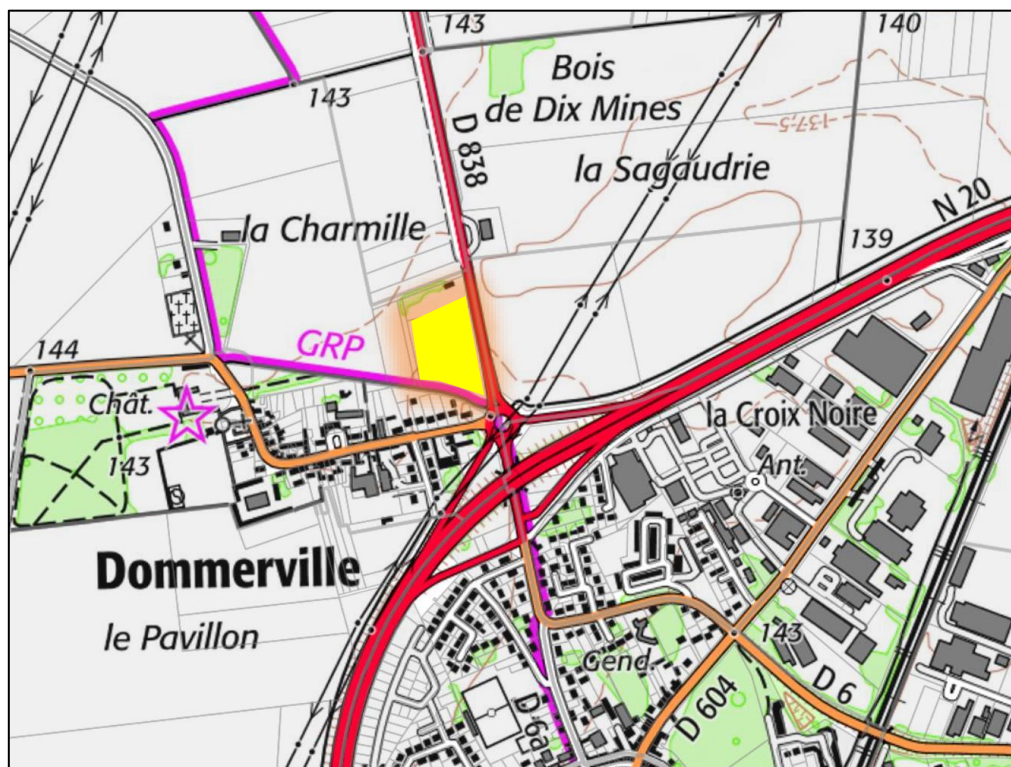 143
140
Bois
de Dix Mines
143
137,5
D 838
la Sagaudrie
N 20
la Charmille
139
GRP
144
Chât.
la Croix Noire
Ant.
143
Dommerville
le Pavillon
143
Gend.
D 6
D 604
D 6a